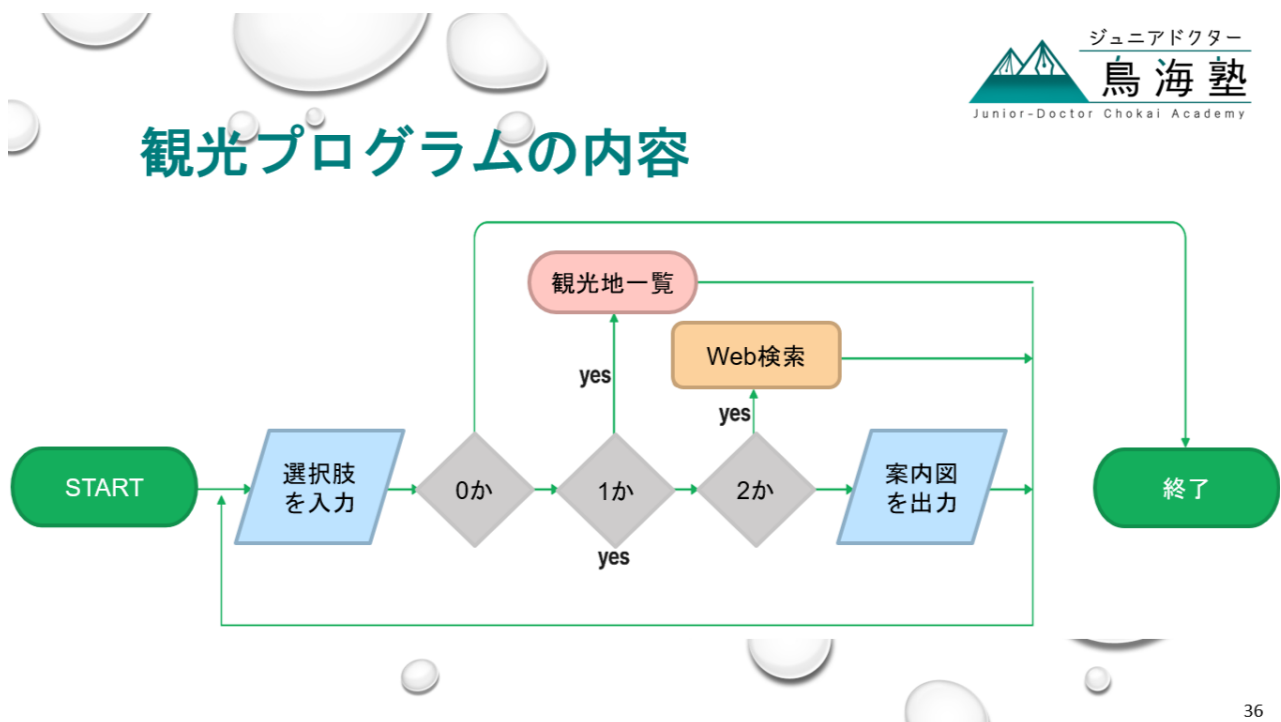 ジュニアドクター
鳥海塾
Junior-Doctor Chokai Academy
観光プログラムの内容
観光地一覧
Web検索
yes
yes
START
選択肢
を入力
0か
1か
2か
案内図
を出力
終了
yes
36